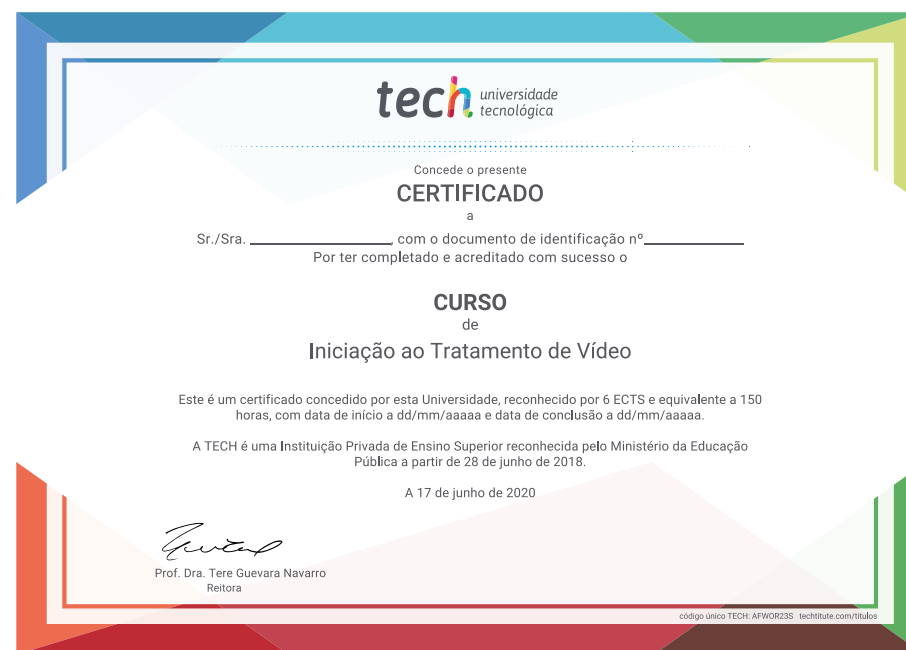 tech universidade
tecnológica
Concede o presente
CERTIFICADO
a
Sr./Sra. ____________________, com o documento de identificação nº______________
Por ter completado e acreditado com sucesso o
CURSO
de
Iniciação ao Tratamento de Vídeo
Este é um certificado concedido por esta Universidade, reconhecido por 6 ECTS e equivalente a 150
horas, com data de início a dd/mm/aaaaa e data de conclusão a dd/mm/aaaaa.
A TECH é uma Instituição Privada de Ensino Superior reconhecida pelo Ministério da Educação
Pública a partir de 28 de junho de 2018.
A 17 de junho de 2020
Prof. Dra. Tere Guevara Navarro
Reitora
código único TECH: AFWOR23S techtitute.com/titulos